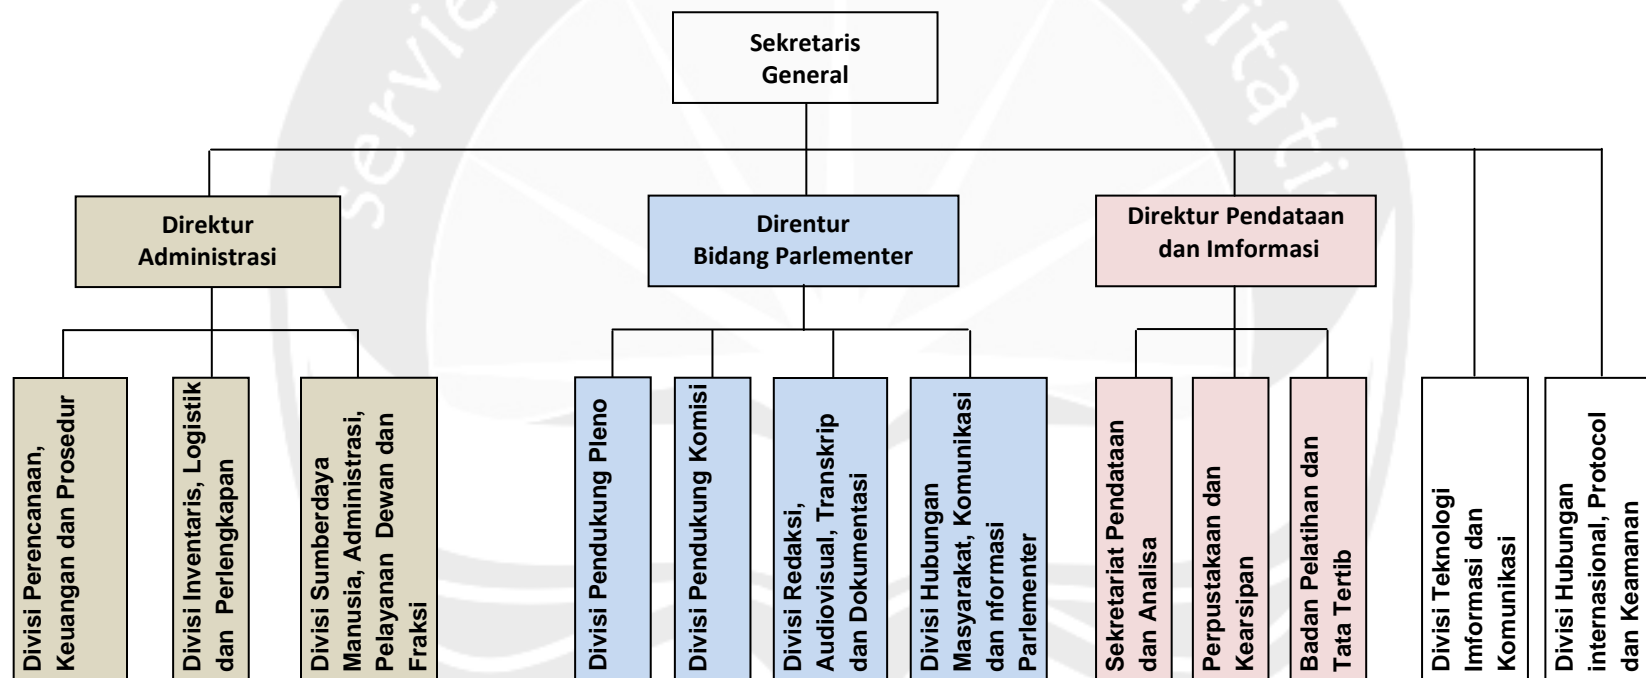 Sekretaris
General
Direktur
Administrasi
Direntur
Bidang Parlementer
Direktur Pendataan
dan Imformasi
Divisi Perencanaan,
Keuangan dan Prosedur
Divisi Inventaris, Logistik
dan Perlengkapan
Divisi Sumberdaya
Manusia, Administrasi,
Pelayanan Dewan dan
Fraksi
Divisi Pendukung Pleno
Divisi Pendukung Komisi
Divisi Redaksi,
Audiovisual, Transkrip
dan Dokumentasi
Divisi Hubungan
Masyarakat, Komunikasi
dan nformasi
Parlementer
Sekretariat Pendataan
dan Analisa
Perpustakaan dan
Kearsipan
Badan Pelatihan dan
Tata Tertib
Divisi Teknologi
Imformasi dan
Komunikasi
Divisi Hubungan
internasional, Protocol
dan Keamanan